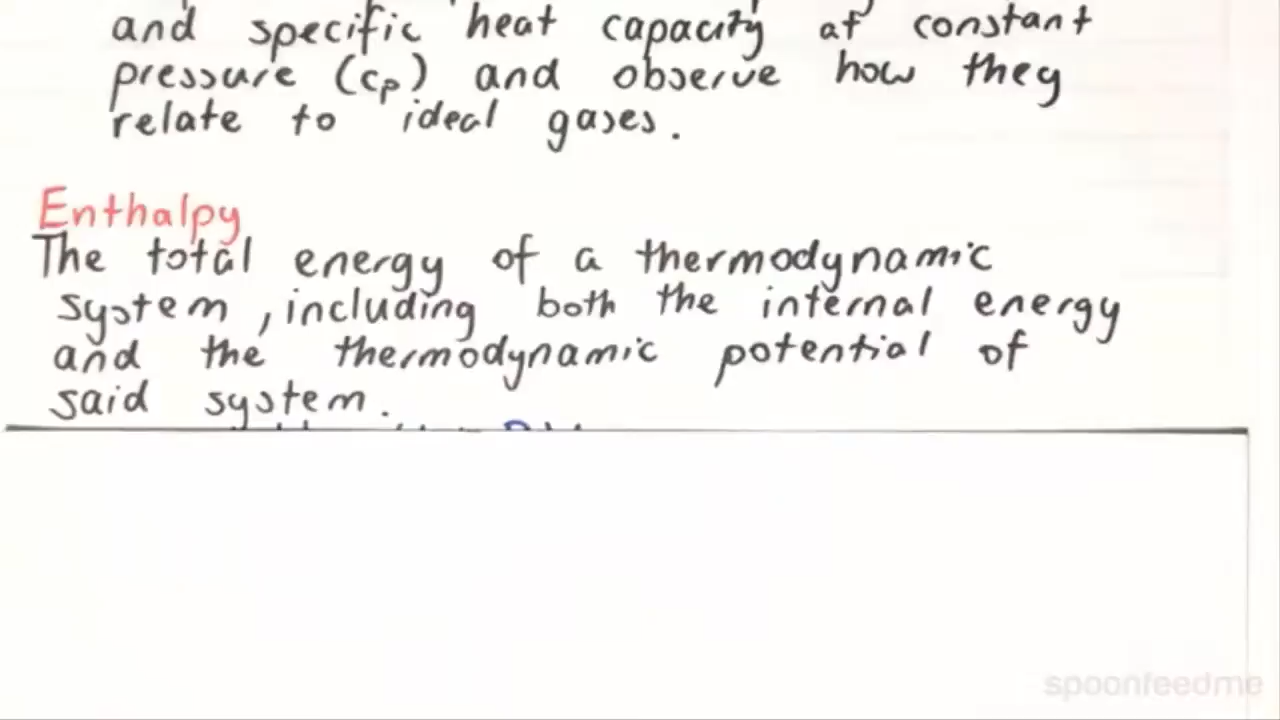 and specific heat capacity at constant
pressure (cp) and observe how they
relate to ideal gases.
Enthalpy
The total energy of a thermodynamic
system, including both the internal energy
and the thermodynamic potential of
said system.
spoonfeedme